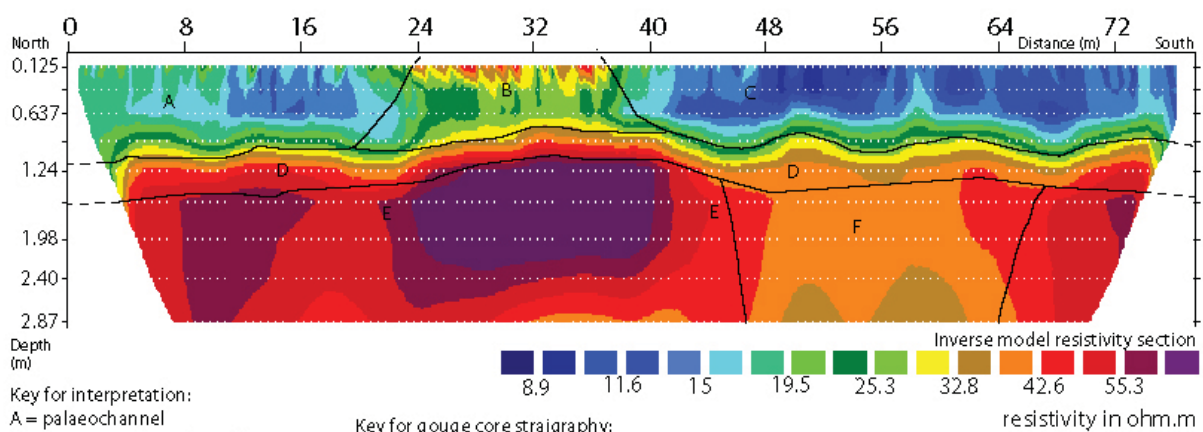 0 8 16 24 32 40 48 56 64 72
North Distance (m) South
0.125
0.637
1.24
1.98
2.40
2.87
A B C
D D
E E F
Depth
(m)
Inverse model resistivity section
8.9 11.6 15 19.5 25.3 32.8 42.6 55.3
resistivity in ohm.m
Key for interpretation:
A = palaeochannel
Key for gouge core straigraphy: